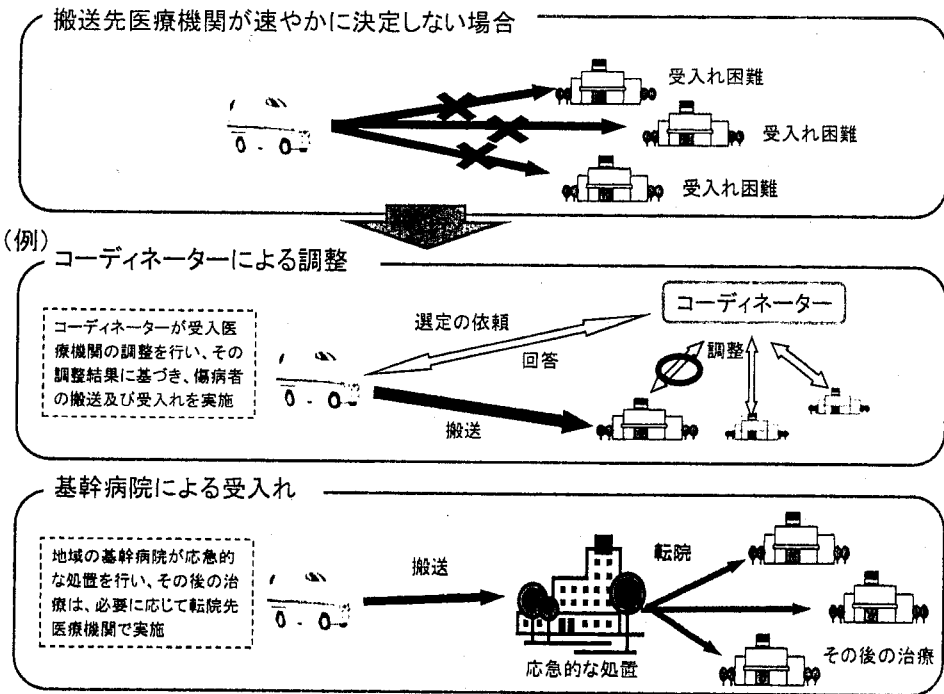 搬送先医療機関が速やかに決定しない場合
受入れ困難
受入れ困難
受入れ困難
(例)
コーディネーターによる調整
コーディネーターが受入医
療機関の調整を行い、その
調整結果に基づき、傷病者
の搬送及び受入れを実施
選定の依頼
回答
コーディネーター
調整
搬送
基幹病院による受入れ
地域の基幹病院が応急的
な処置を行い、その後の治
療は、必要に応じて転院先
医療機関で実施
搬送
応急的な処置
転院
その後の治療